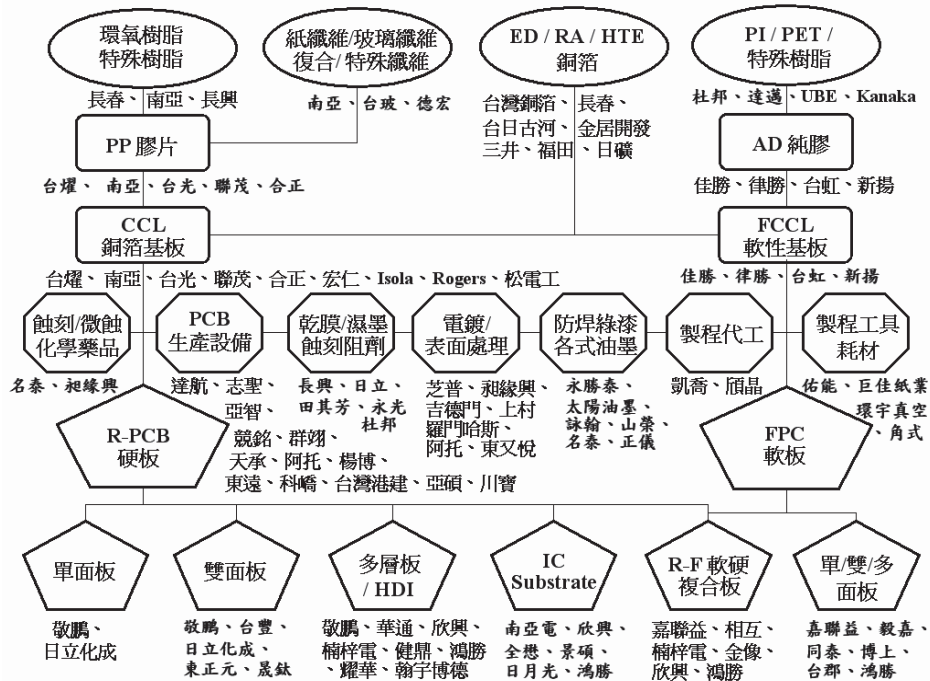 環氧樹脂
特殊樹脂
紙纖維/玻璃纖維
復合/特殊纖維
ED / RA / HTE
銅箔
PI / PET /
特殊樹脂
長春、南亞、長興
南亞、台玻、德宏
台灣銅箔、長春、
台日古河、金居開發
三井、福田、日礦
杜邦、達邁、UBE、Kanaka
PP 膠片
AD 純膠
台燿、南亞、台光、聯茂、合正
佳勝、律勝、台虹、新揚
CCL
銅箔基板
FCCL
軟性基板
台燿、南亞、台光、聯茂、合正、宏仁、Isola、Rogers、松電工
佳勝、律勝、台虹、新揚
蝕刻/微蝕
化學藥品
PCB
生產設備
乾膜/濕墨
蝕刻阻劑
電鍍/
表面處理
防焊綠漆
各式油墨
製程代工
製程工具
耗材
名泰、昶緣興
達航、志聖、
亞智、
競銘、群翊、
天承、阿托、楊博、
東遠、科嶠、台灣港建、亞碩、川寶
長興、日立、
田其芳、永光
杜邦
芝普、昶緣興、
吉德門、上村
羅門哈斯、
阿托、東又悅
永勝泰、
太陽油墨、
詠翰、山榮、
名泰、正儀
凱喬、頎晶
佑能、巨佳紙業
環宇真空
、角式
R-PCB
硬板
FPC
軟板
單面板
雙面板
多層板
/ HDI
IC
Substrate
R-F 軟硬
複合板
單/雙/多
面板
敬鵬、
日立化成
敬鵬、台豐、
日立化成、
東正元、晟鈦
敬鵬、華通、欣興、
楠梓電、健鼎、鴻勝
、耀華、翰宇博德
南亞電、欣興、
全懋、景碩、
日月光、鴻勝
嘉聯益、相互、
楠梓電、金像、
欣興、鴻勝
嘉聯益、毅嘉、
同泰、博上、
台郡、鴻勝